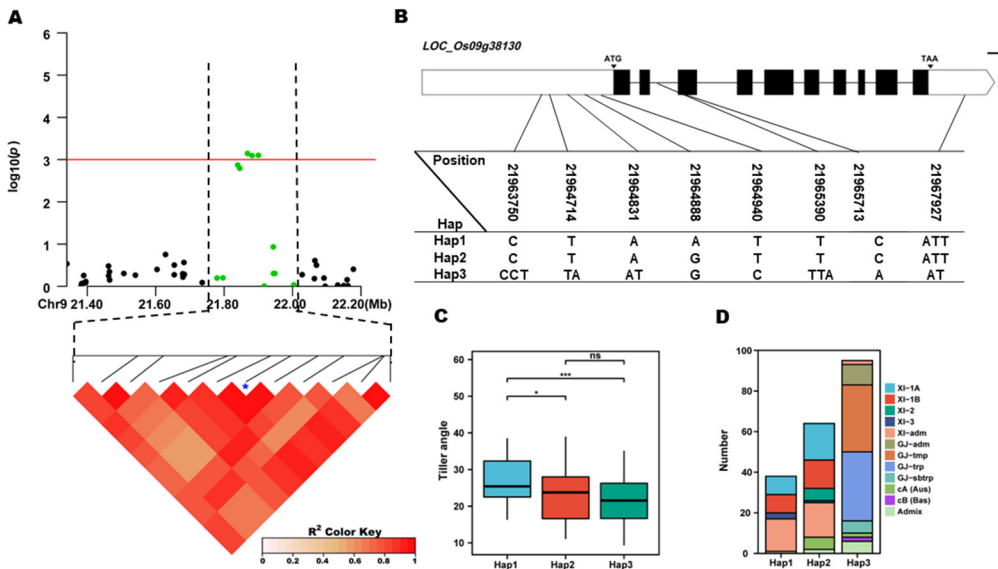 A
6
5
4
3
2
1
0
log10(p)
Chr9 21.40 21.60 21.80 22.00 22.20(Mb)
*
R² Color Key
0 0.2 0.4 0.6 0.8 1
B
LOC_Os09g38130
ATG
TAA
Position 21963750 21964714 21964831 21964888 21964940 21965390 21965713 21967927
Hap
Hap1 C T A A T T C ATT
Hap2 C T A G T T C ATT
Hap3 CCT TA AT G C TTA A AT
C
Tiller angle
60
50
40
30
20
10
ns
***
*
Hap1 Hap2 Hap3
D
Number
100
80
60
40
20
0
Hap1 Hap2 Hap3
XI−1A
XI−1B
XI−2
XI−3
XI−adm
GJ−adm
GJ−tmp
GJ−trp
GJ−sbtrp
cA (Aus)
cB (Bas)
Admix